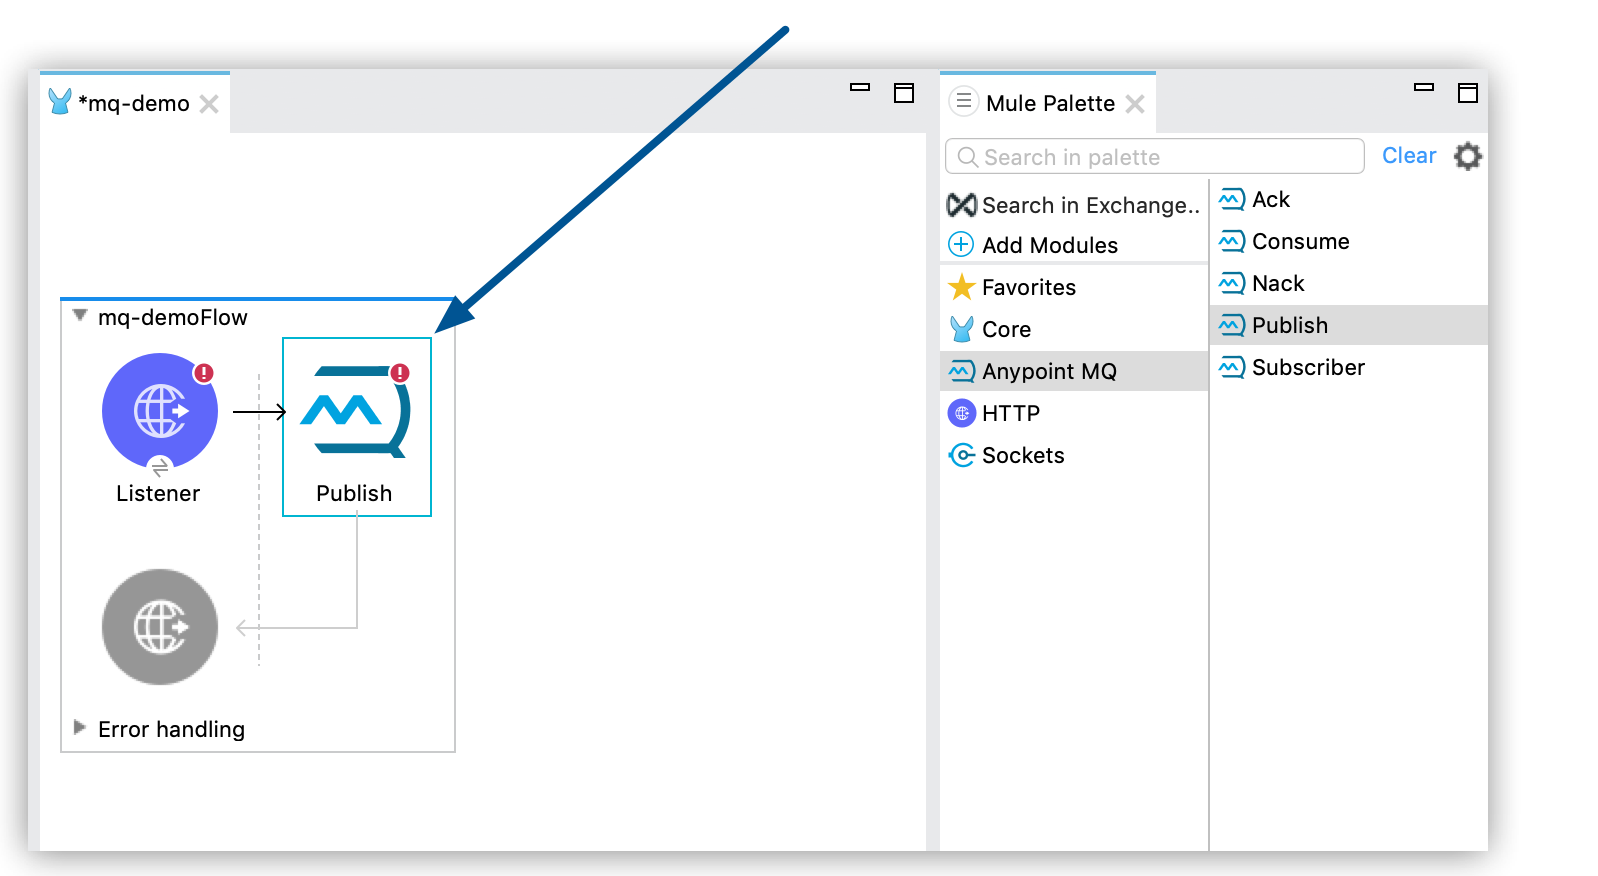 *mq-demo
mq-demoFlow
Listener
Publish
Error handling
Mule Palette
Search in palette
Clear
Search in Exchange..
Add Modules
Favorites
Core
Anypoint MQ
HTTP
Sockets
Ack
Consume
Nack
Publish
Subscriber